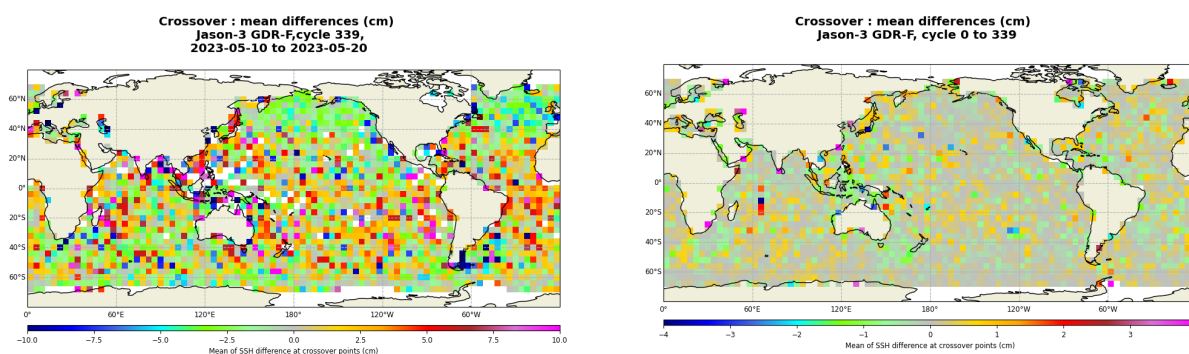 Crossover : mean differences (cm)
Jason-3 GDR-F,cycle 339,
2023-05-10 to 2023-05-20
60°N
40°N
20°N
0°
20°S
40°S
60°S
0° 60°E 120°E 180° 120°W 60°W
−10.0 −7.5 −5.0 −2.5 0.0 2.5 5.0 7.5 10.0
Mean of SSH difference at crossover points (cm)
Crossover : mean differences (cm)
Jason-3 GDR-F, cycle 0 to 339
60°N
40°N
20°N
0°
20°S
40°S
60°S
0° 60°E 120°E 180° 120°W 60°W
−4 −3 −2 −1 0 1 2 3
Mean of SSH difference at crossover points (cm)